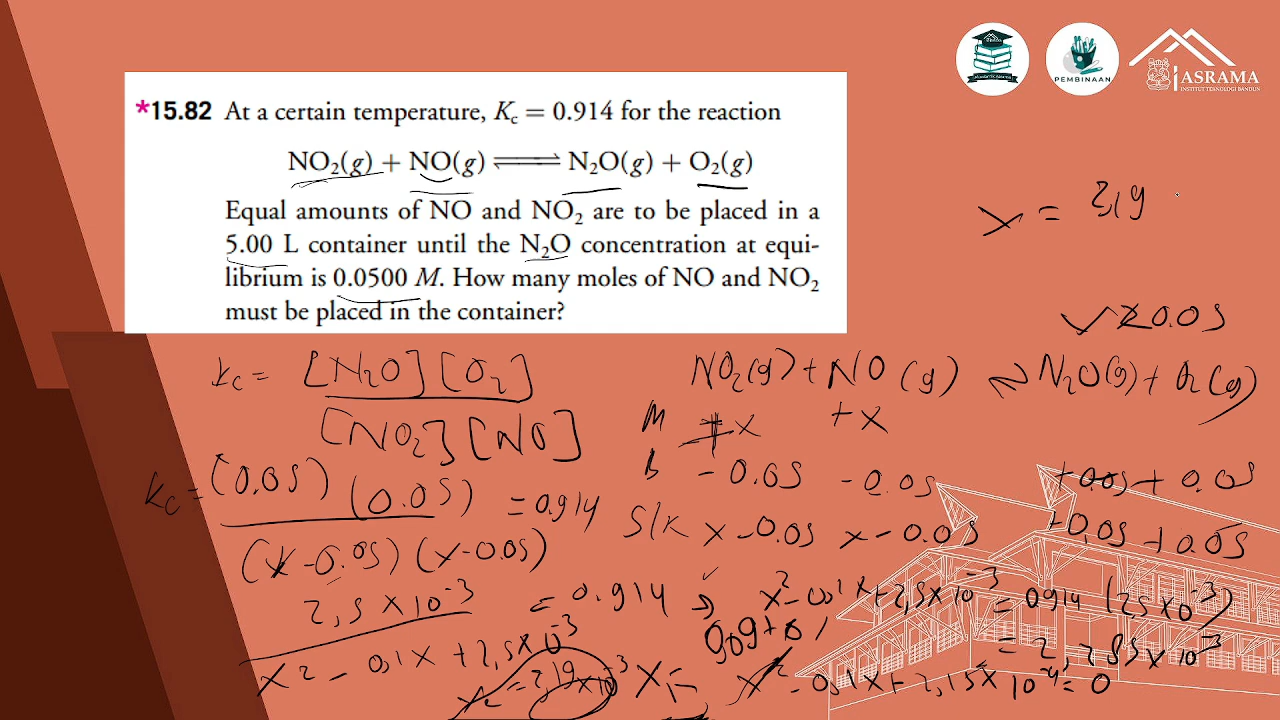 PEMBINAAN
ASRAMA
INSTITUT TEKNOLOGI BANDUNG
*15.82 At a certain temperature, Kc = 0.914 for the reaction
NO₂(g) + NO(g) ⇌ N₂O(g) + O₂(g)
Equal amounts of NO and NO₂ are to be placed in a
5.00 L container until the N₂O concentration at equi-
librium is 0.0500 M. How many moles of NO and NO₂
must be placed in the container?
x = 2,19
0.05
Kc = [N₂O][O₂]
[NO₂][NO]
NO₂(g) + NO(g) ⇌ N₂O(g) + O₂(g)
M +x +x
B -0.05 -0.05 +0.05 +0.05
S/K x-0.05 x-0.05 +0.05 +0.05
Kc = (0.05)(0.05) = 0.914
(x-0.05)(x-0.05)
2,5 x 10⁻³ = 0.914
x² - 0,1x + 2,5x10⁻³
x² - 0,1x + 2,5x10⁻³ = 0.914 (2,5x10⁻³)
= 2,285x10⁻³
x² - 0,1x + 2,15x10⁻⁴ = 0
x = 2,19x10⁻³
x =